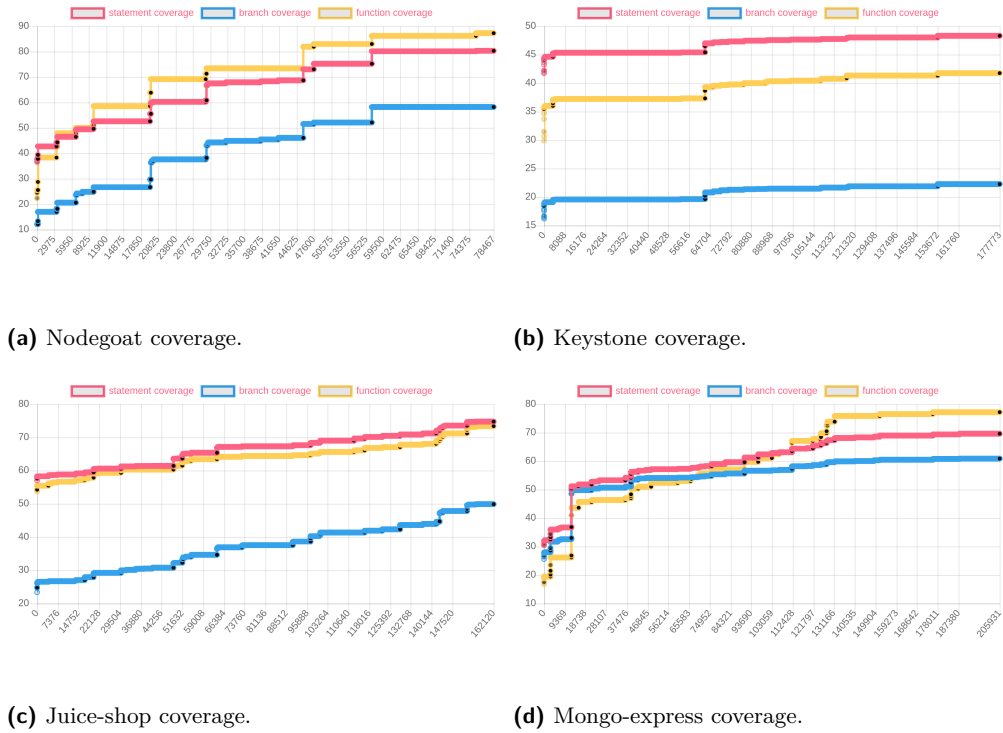 statement coverage branch coverage function coverage
90
80
70
60
50
40
30
20
10
0 2975 5950 8925 11900 14875 17850 20825 23800 26775 29750 32725 35700 38675 41650 44625 47600 50575 53550 56525 59500 62475 65450 68425 71400 74375 78467
(a) Nodegoat coverage.
statement coverage branch coverage function coverage
50
45
40
35
30
25
20
15
0 8088 16176 24264 32352 40440 48528 56616 64704 72792 80880 88968 97056 105144 113232 121320 129408 137496 145584 153672 161760 177773
(b) Keystone coverage.
statement coverage branch coverage function coverage
80
70
60
50
40
30
20
0 7376 14752 22128 29504 36880 44256 51632 59008 66384 73760 81136 88512 95888 103264 110640 118016 125392 132768 140144 147520 162120
(c) Juice-shop coverage.
statement coverage branch coverage function coverage
80
70
60
50
40
30
20
10
0 9369 18738 28107 37476 46845 56214 65583 74952 84321 93690 103059 112428 121797 131166 140535 149904 159273 168642 178011 187380 205931
(d) Mongo-express coverage.